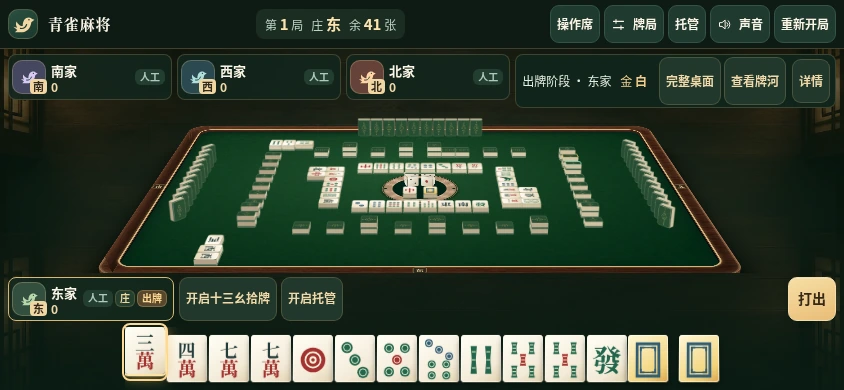 青雀麻将
第1局 庄东 余41张
操作席
牌局
托管
声音
重新开局
南家
南
0
人工
西家
西
0
人工
北家
北
0
人工
出牌阶段・东家 金 白
完整桌面
查看牌河
详情
东家
东
0
人工
庄
出牌
开启十三幺拾牌
开启托管
打出
三萬
四萬
七萬
七萬
發